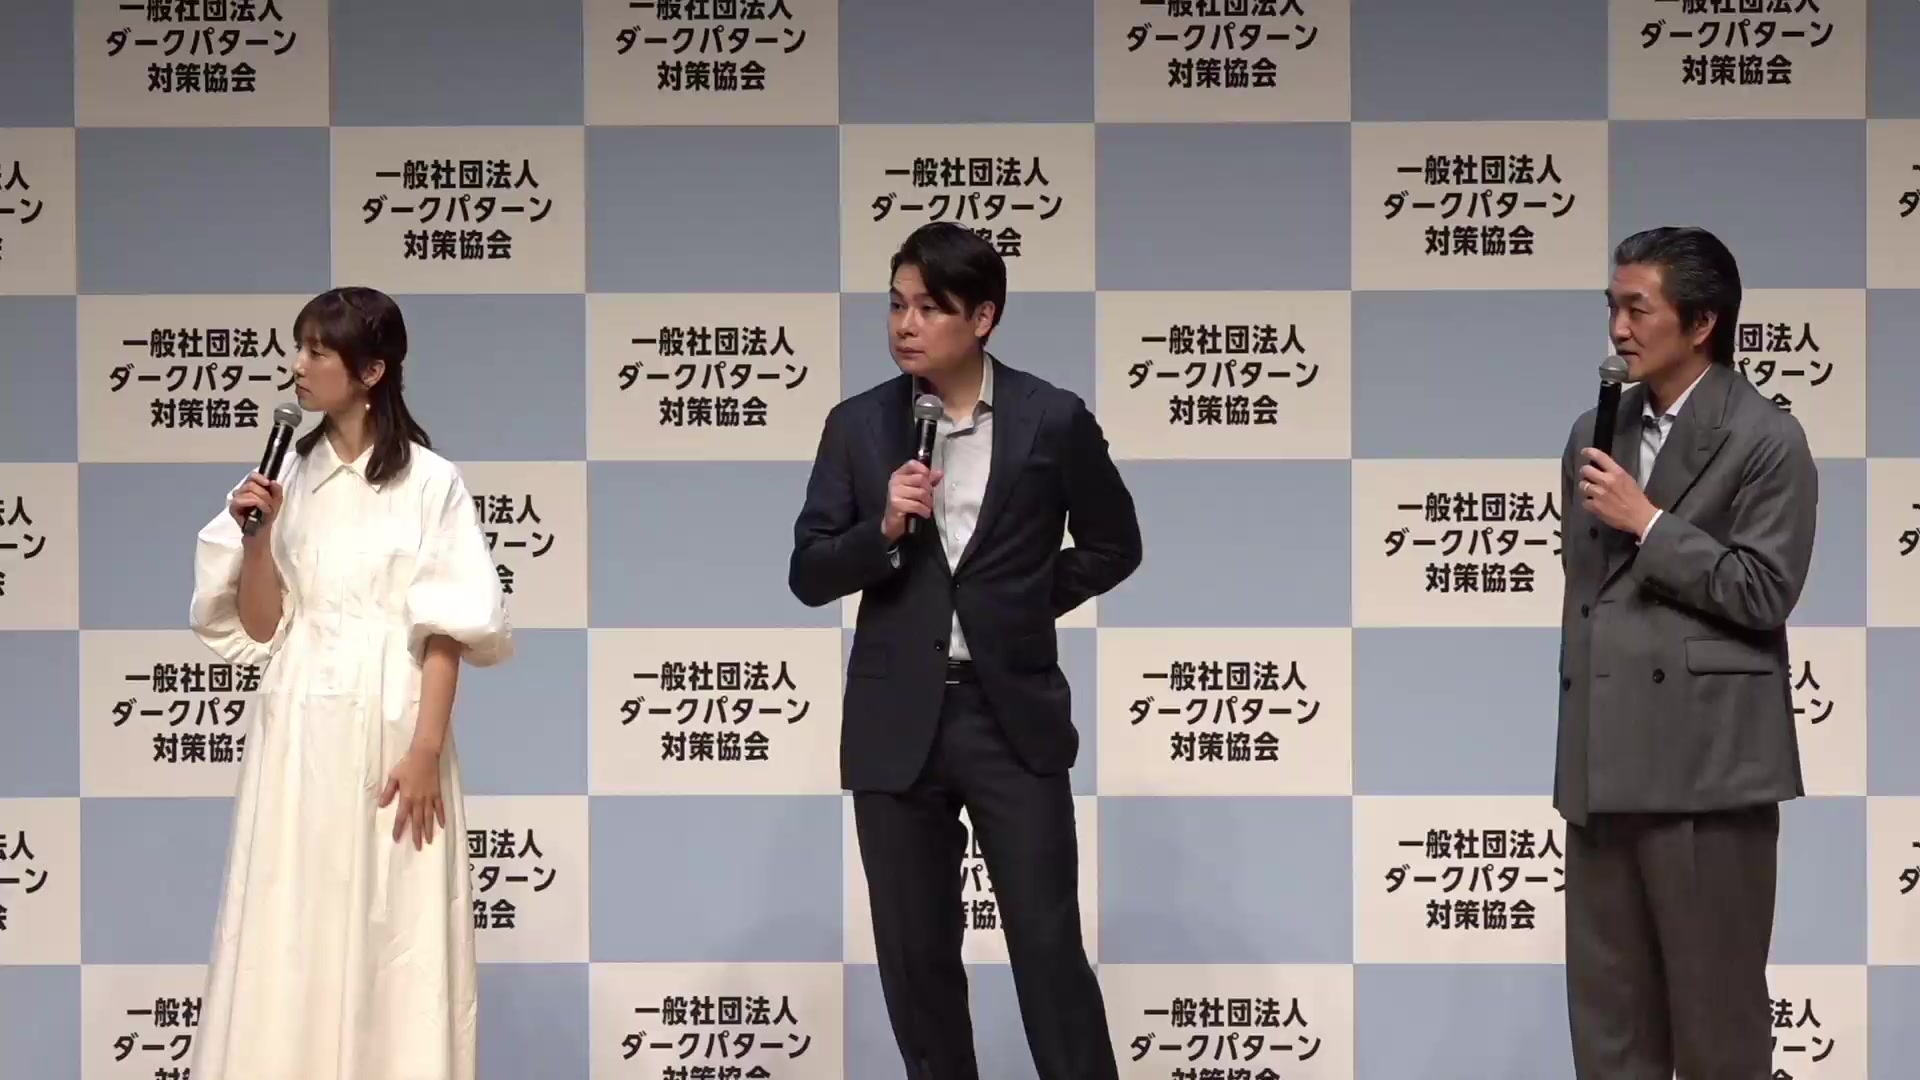 一般社団法人
ダークパターン
対策協会
一般社団法人
ダークパターン
対策協会
一般社団法人
ダークパターン
対策協会
一般社団法人
ダークパターン
対策協会
一般社団法人
ダークパターン
対策協会
一般社団法人
ダークパターン
協会
一般社団法人
ダークパターン
対策協会
一般社団法人
ダークパターン
対策協会
一般社団法人
ダークパターン
対策協会
一般社団法人
ダークパターン
対策協会
団法人
パターン
団法人
ターン
一般社団法人
ダークパターン
対策協会
一般社団
ダークパタ
対策
一般社団法人
ダークパターン
対策協会
一般社団法人
ダークパターン
対策協会
団法人
パターン
協会
一般社団法人
ダークパターン
対策協会
一般社
ダーク
一般社団法人
ダークパターン
対策協会
一般社団法人
ダークパターン
対策協会
法人